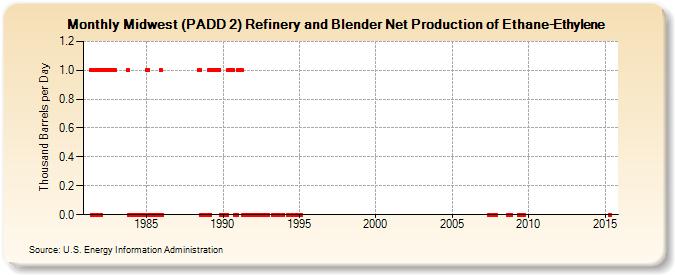 Monthly Midwest (PADD 2) Refinery and Blender Net Production of Ethane-Ethylene
Thousand Barrels per Day
1.2
1.0
0.8
0.6
0.4
0.2
0.0
1985 1990 1995 2000 2005 2010 2015
Source: U.S. Energy Information Administration